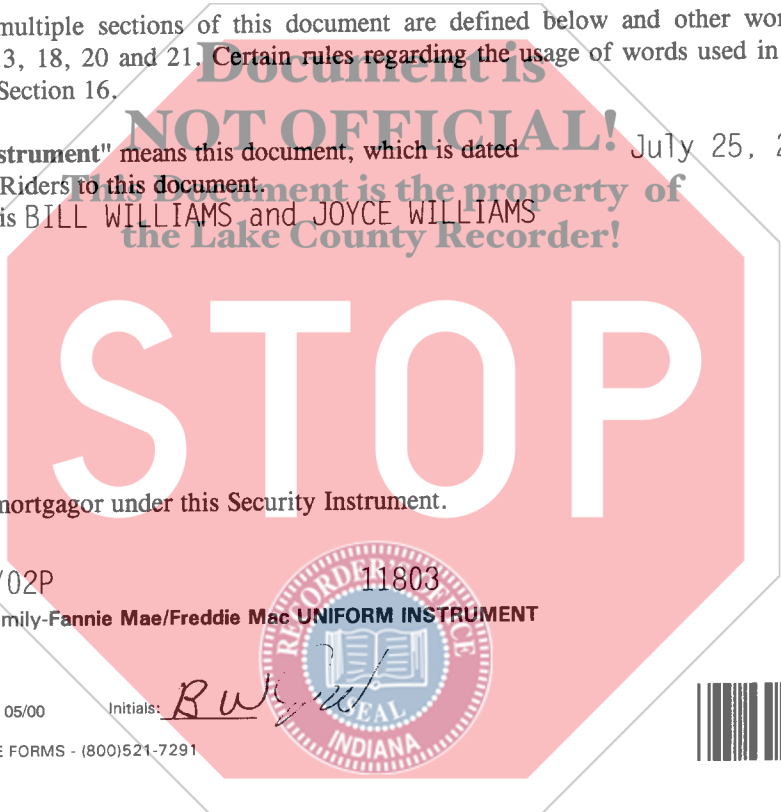 multiple sections of this document are defined below and other wor
3, 18, 20 and 21. Certain rules regarding the usage of words used in
Section 16.
Document is
NOT OFFICIAL!
strument" means this document, which is dated July 25, 2
Riders to this document.
This Document is the property of
is BILL WILLIAMS and JOYCE WILLIAMS
the Lake County Recorder!
STOP
mortgagor under this Security Instrument.
/02P 11803
mily-Fannie Mae/Freddie Mac UNIFORM INSTRUMENT
RECORDER'S OFFICE
SEAL
INDIANA
05/00 Initials: BW JW
E FORMS - (800)521-7291